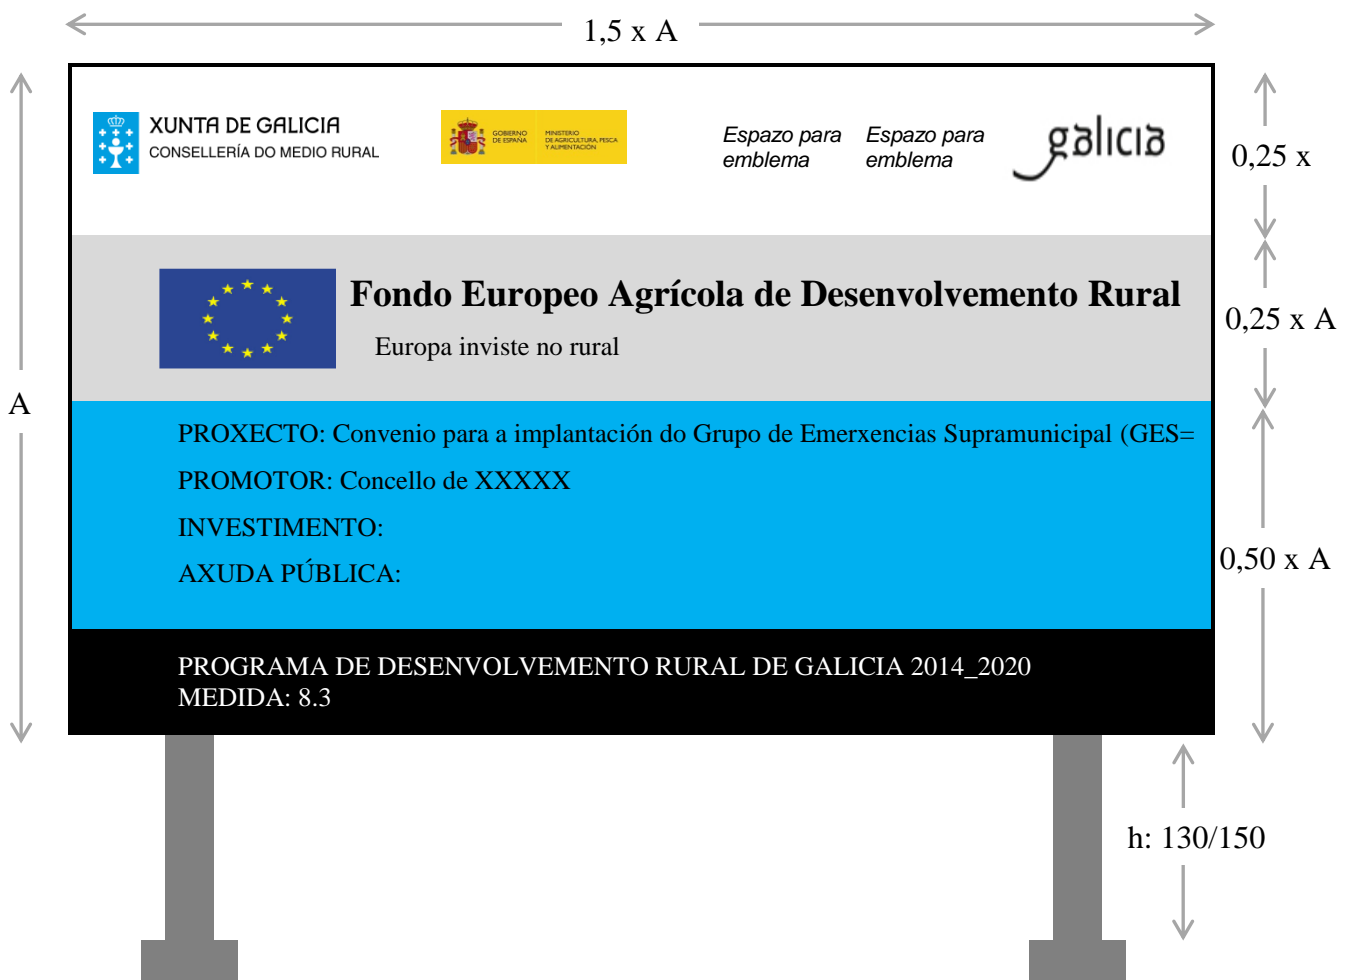 1,5 x A
XUNTA DE GALICIA
CONSELLERÍA DO MEDIO RURAL
GOBIERNO
DE ESPAÑA
MINISTERIO
DE AGRICULTURA, PESCA
Y ALIMENTACIÓN
Espazo para
emblema
Espazo para
emblema
galicia
0,25 x
Fondo Europeo Agrícola de Desenvolvemento Rural
Europa inviste no rural
0,25 x A
A
PROXECTO: Convenio para a implantación do Grupo de Emerxencias Supramunicipal (GES=
PROMOTOR: Concello de XXXXX
INVESTIMENTO:
AXUDA PÚBLICA:
0,50 x A
PROGRAMA DE DESENVOLVEMENTO RURAL DE GALICIA 2014_2020
MEDIDA: 8.3
h: 130/150